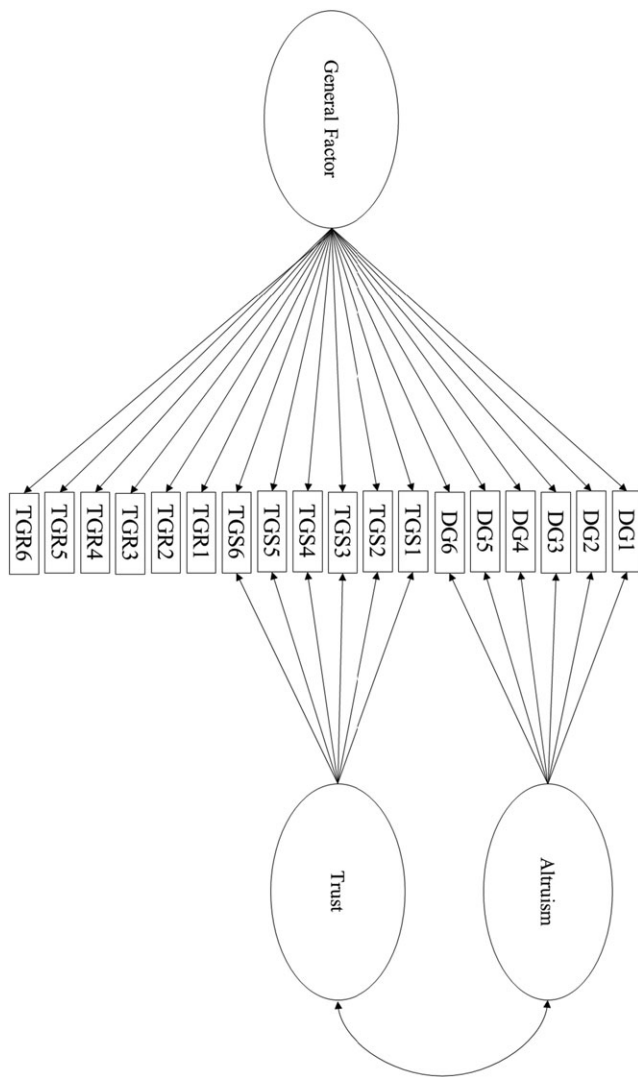 General Factor
DG1
DG2
DG3
DG4
DG5
DG6
TGS1
TGS2
TGS3
TGS4
TGS5
TGS6
TGR1
TGR2
TGR3
TGR4
TGR5
TGR6
Altruism
Trust